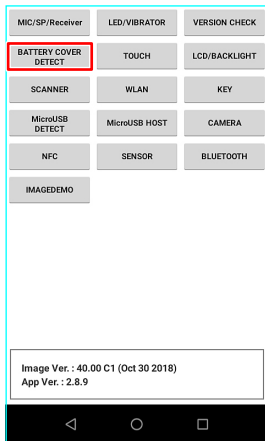 MIC/SP/Receiver LED/VIBRATOR VERSION CHECK
BATTERY COVER DETECT TOUCH LCD/BACKLIGHT
SCANNER WLAN KEY
MicroUSB DETECT MicroUSB HOST CAMERA
NFC SENSOR BLUETOOTH
IMAGEDEMO
Image Ver. : 40.00 C1 (Oct 30 2018)
App Ver. : 2.8.9